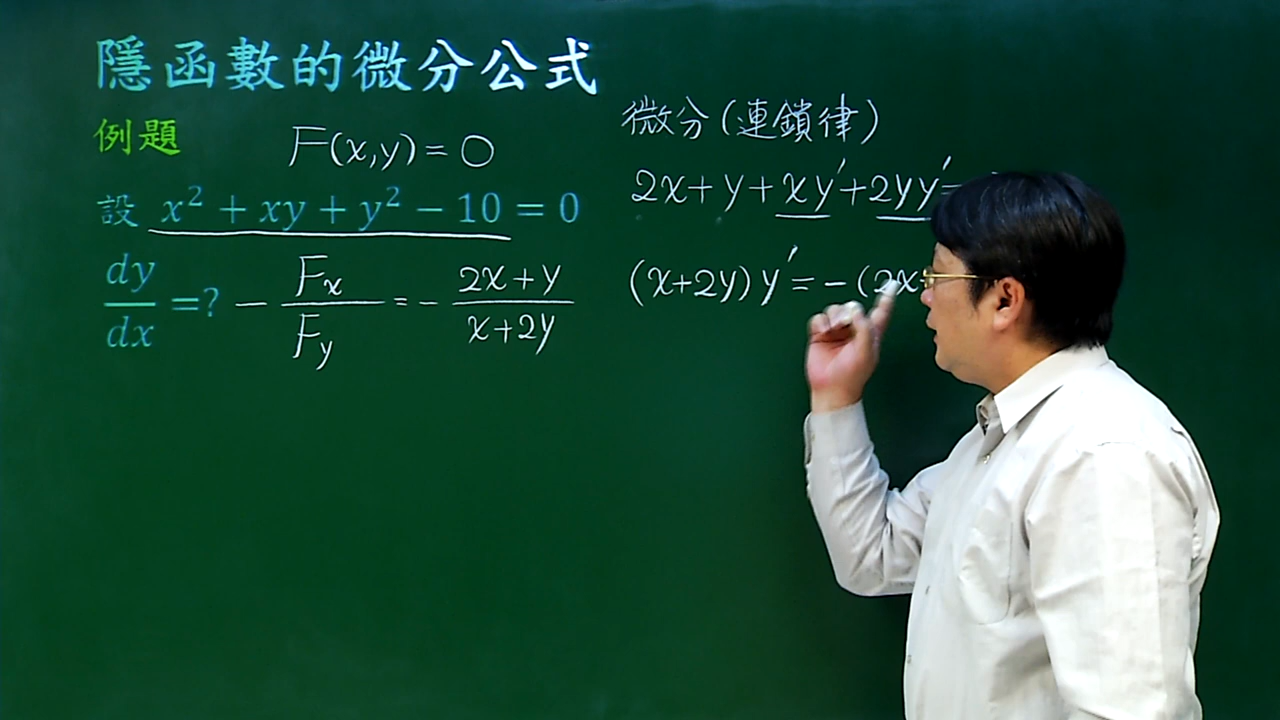 隱函數的微分公式
例題
F(x,y)=0
設 x² + xy + y² − 10 = 0
dy/dx =? − Fx/Fy = − (2x+y)/(x+2y)
微分(連鎖律)
2x+y+xy′+2yy′=
(x+2y)y′=−(2x